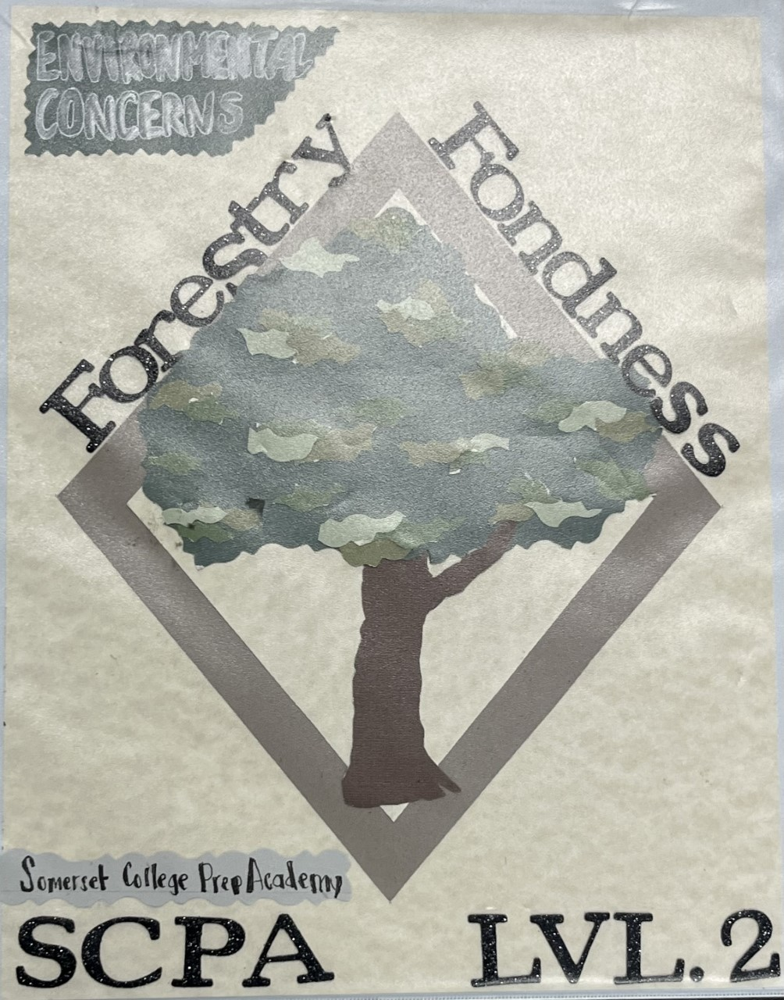 ENVIRONMENTAL
CONCERNS
Forestry
Fondness
Somerset College Prep Academy
SCPA LVL. 2